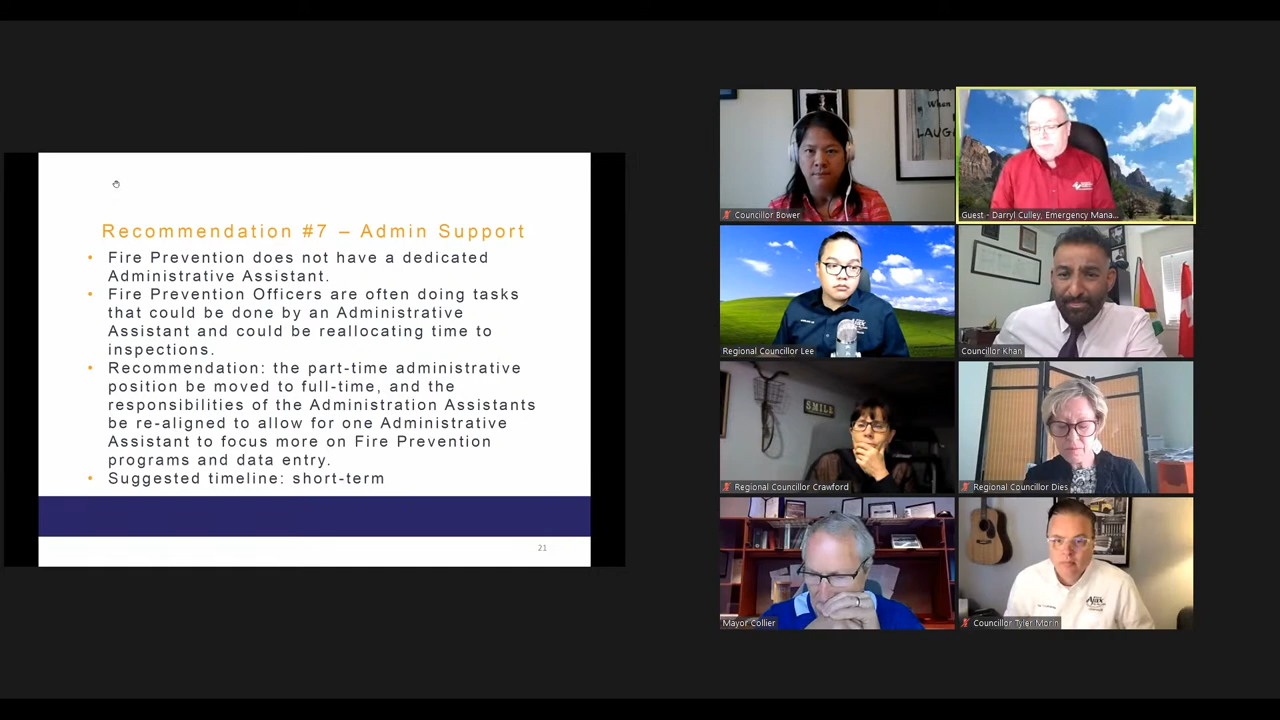 Recommendation #7 – Admin Support
• Fire Prevention does not have a dedicated
Administrative Assistant.
• Fire Prevention Officers are often doing tasks
that could be done by an Administrative
Assistant and could be reallocating time to
inspections.
• Recommendation: the part-time administrative
position be moved to full-time, and the
responsibilities of the Administration Assistants
be re-aligned to allow for one Administrative
Assistant to focus more on Fire Prevention
programs and data entry.
• Suggested timeline: short-term
21
When
LAUGH
Councillor Bower
Guest - Darryl Culley, Emergency Mana...
Ajax
Regional Councillor Lee
Councillor Khan
SMILE
Regional Councillor Crawford
Regional Councillor Dies
Mayor Collier
Ajax
Councillor Tyler Morin